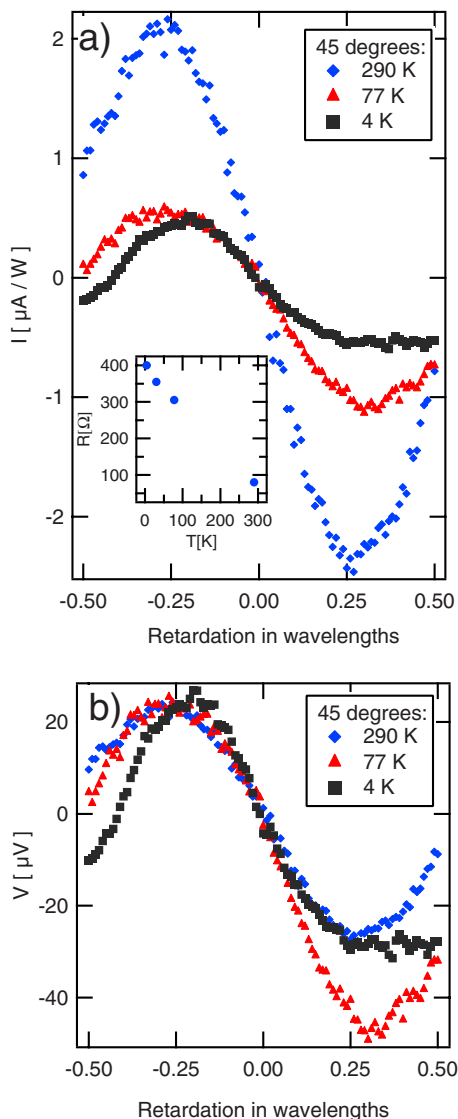 a)
45 degrees:
290 K
77 K
4 K
2
1
0
-1
-2
I [ µA / W ]
400
300
200
100
R[Ω]
0
100
200
300
T[K]
-0.50
-0.25
0.00
0.25
0.50
Retardation in wavelengths
b)
45 degrees:
290 K
77 K
4 K
20
0
-20
-40
V [ µV ]
-0.50
-0.25
0.00
0.25
0.50
Retardation in wavelengths